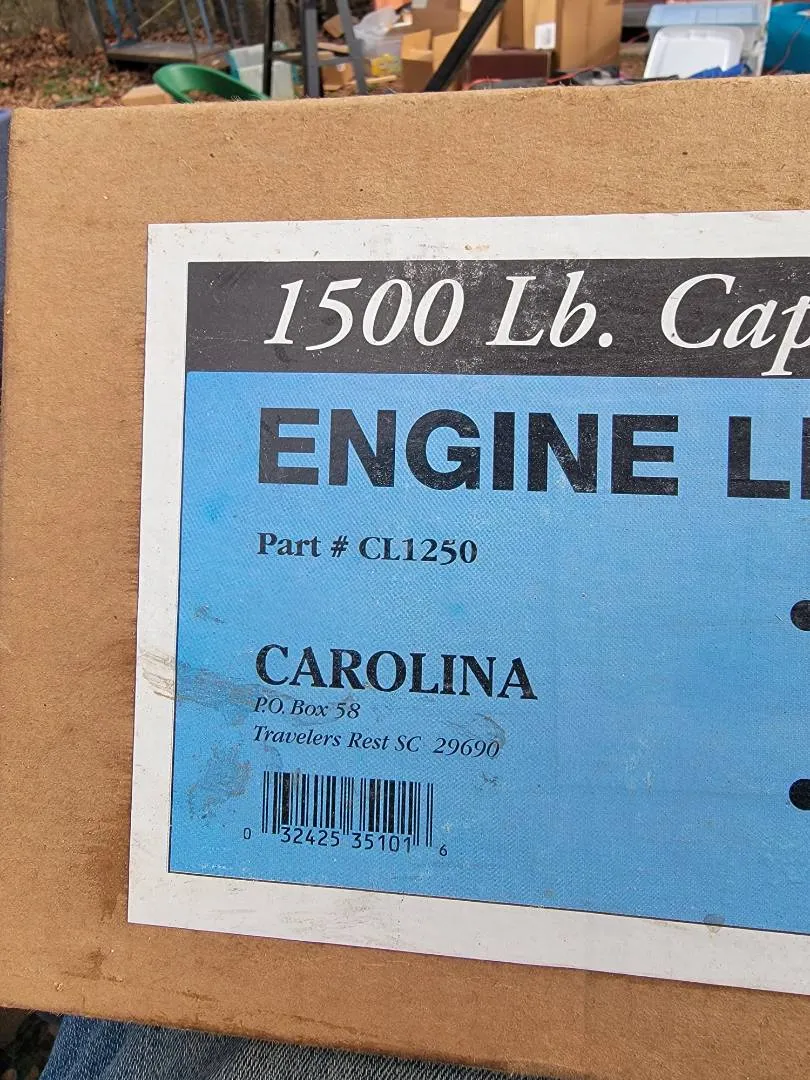 1500 Lb. Cap
ENGINE L
Part # CL1250
CAROLINA
P.O. Box 58
Travelers Rest SC 29690
0 32425 35101 6